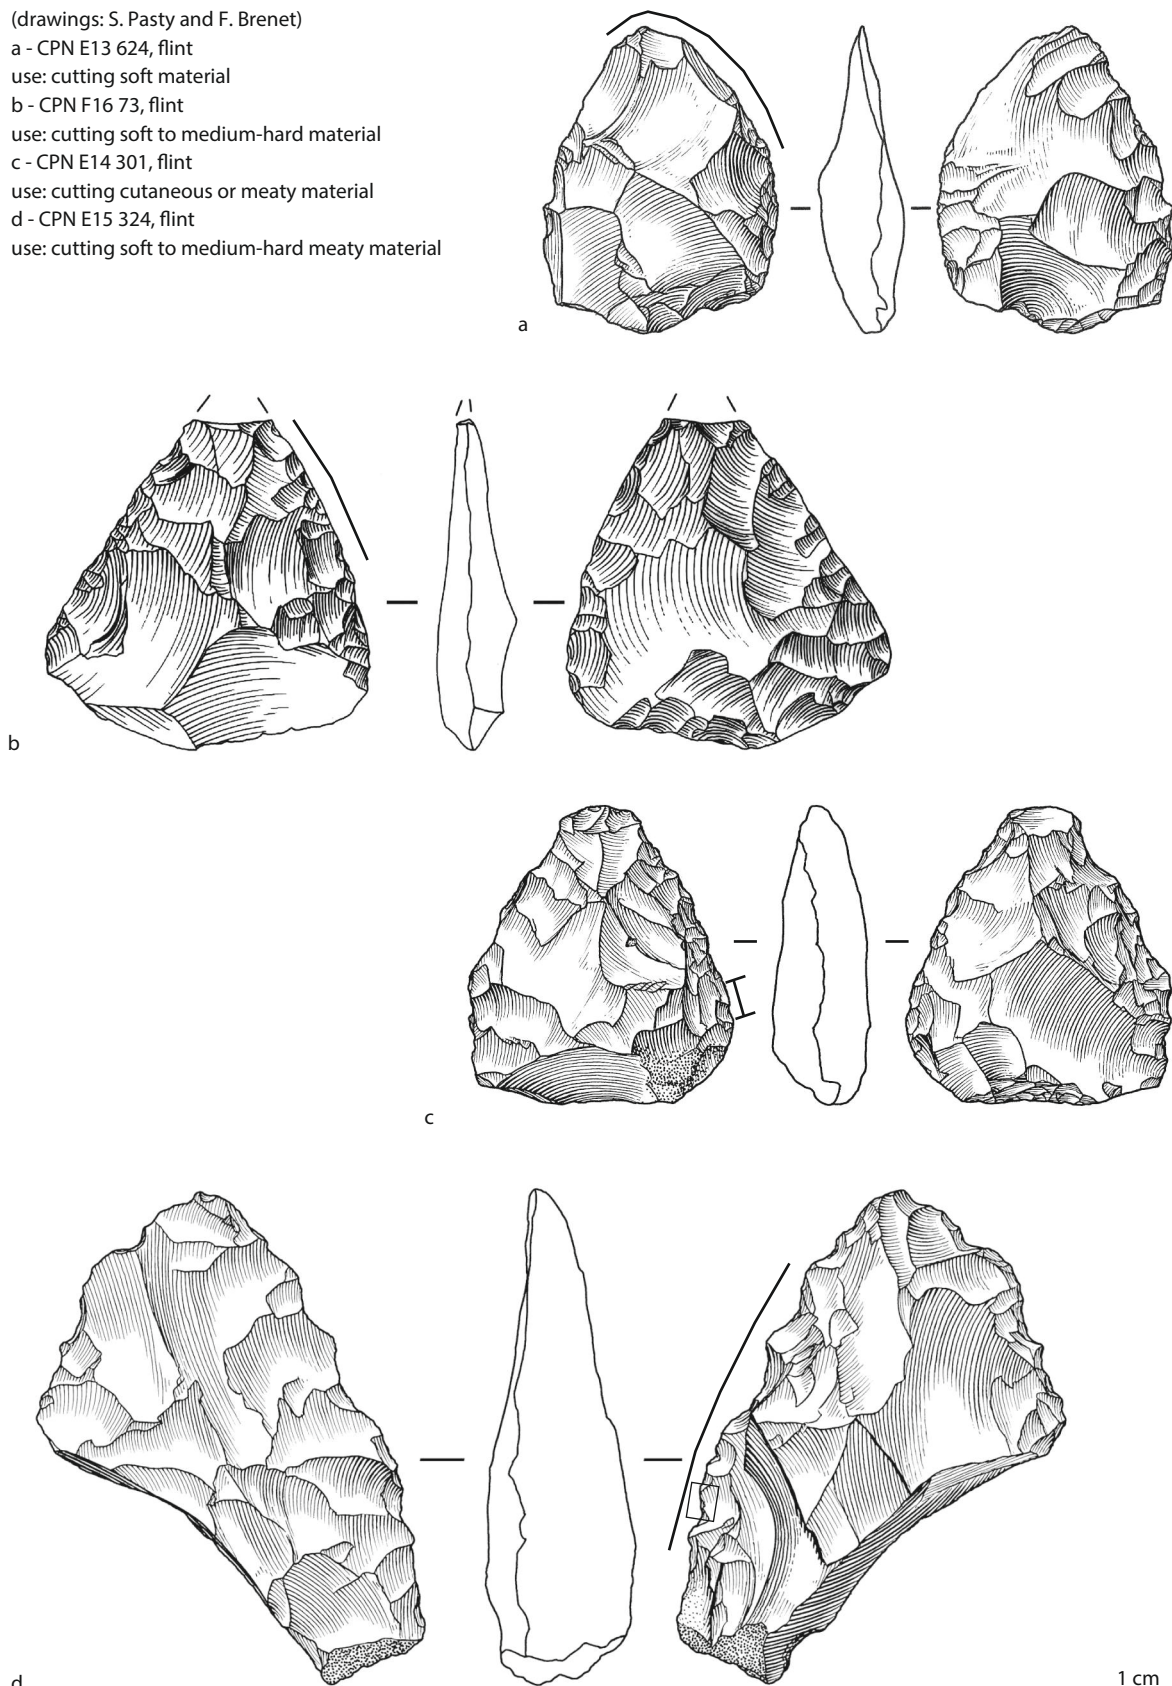 (drawings: S. Pasty and F. Brenet)
a - CPN E13 624, flint
use: cutting soft material
b - CPN F16 73, flint
use: cutting soft to medium-hard material
c - CPN E14 301, flint
use: cutting cutaneous or meaty material
d - CPN E15 324, flint
use: cutting soft to medium-hard meaty material
a
b
c
d
1 cm